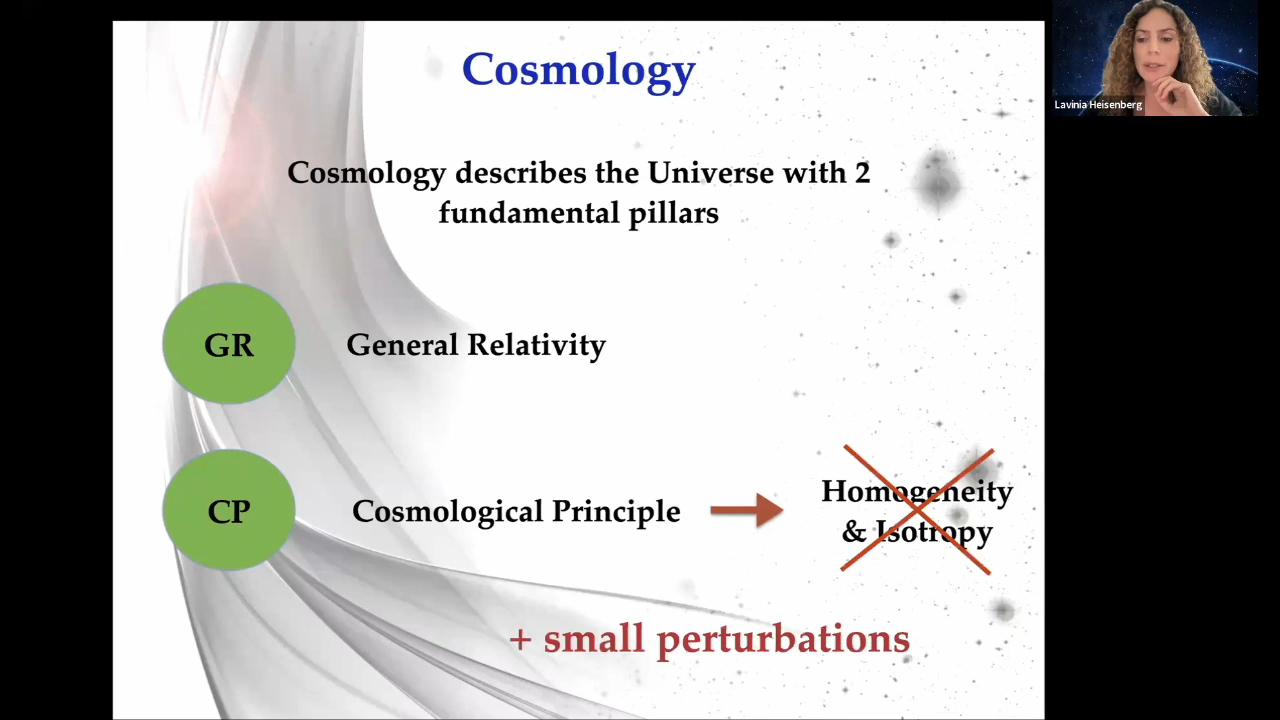 Cosmology
Lavinia Heisenberg
Cosmology describes the Universe with 2
fundamental pillars
GR
General Relativity
CP
Cosmological Principle
Homogeneity
& Isotropy
+ small perturbations